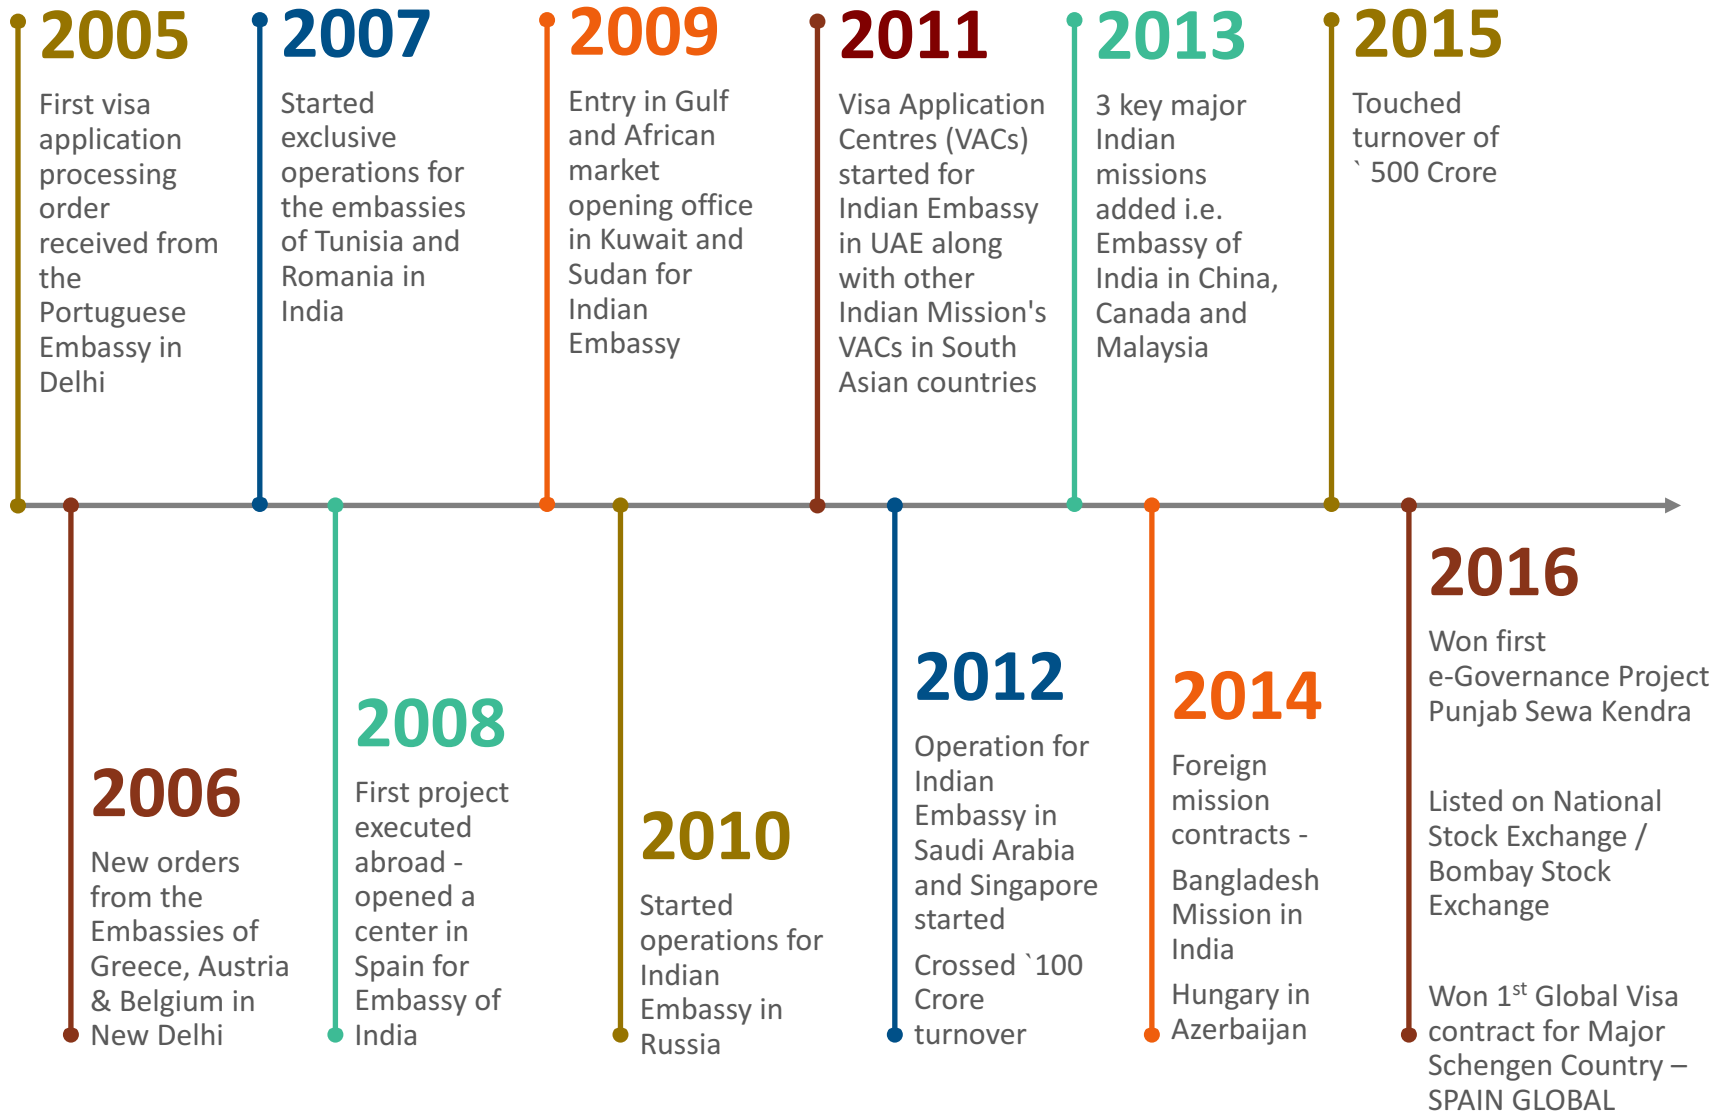 2005
First visa
application
processing
order
received from
the
Portuguese
Embassy in
Delhi
2007
Started
exclusive
operations for
the embassies
of Tunisia and
Romania in
India
2009
Entry in Gulf
and African
market
opening office
in Kuwait and
Sudan for
Indian
Embassy
2011
Visa Application
Centres (VACs)
started for
Indian Embassy
in UAE along
with other
Indian Mission's
VACs in South
Asian countries
2013
3 key major
Indian
missions
added i.e.
Embassy of
India in China,
Canada and
Malaysia
2015
Touched
turnover of
` 500 Crore
2006
New orders
from the
Embassies of
Greece, Austria
& Belgium in
New Delhi
2008
First project
executed
abroad -
opened a
center in
Spain for
Embassy of
India
2010
Started
operations for
Indian
Embassy in
Russia
2012
Operation for
Indian
Embassy in
Saudi Arabia
and Singapore
started
Crossed `100
Crore
turnover
2014
Foreign
mission
contracts -
Bangladesh
Mission in
India
Hungary in
Azerbaijan
2016
Won first
e-Governance Project
Punjab Sewa Kendra
Listed on National
Stock Exchange /
Bombay Stock
Exchange
Won 1st Global Visa
contract for Major
Schengen Country –
SPAIN GLOBAL